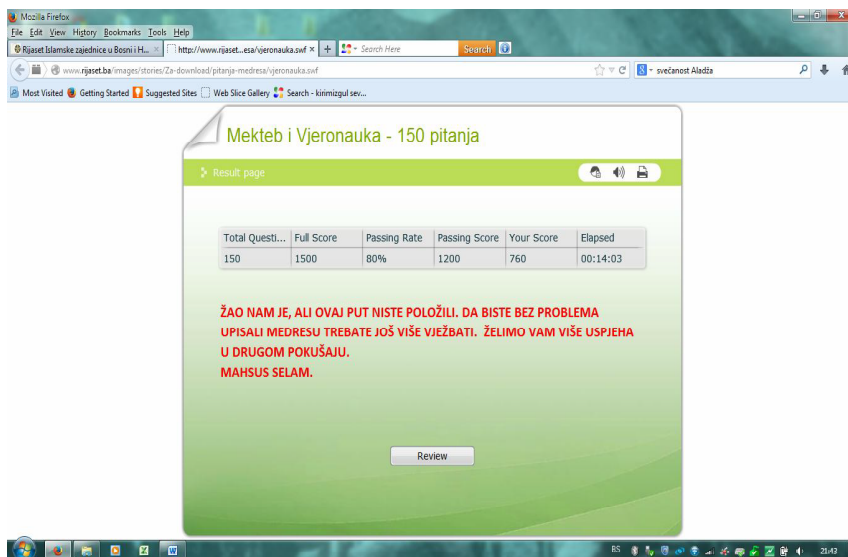 Mozilla Firefox
File Edit View History Bookmarks Tools Help
Rijaset Islamske zajednice u Bosni i H... × http://www.rijaset...esa/vjeronauka.swf × + Search Here Search
www.rijaset.ba/images/stories/Za-download/pitanja-medresa/vjeronauka.swf svečanost Aladža
Most Visited Getting Started Suggested Sites Web Slice Gallery Search - kirimizgul sev...
Mekteb i Vjeronauka - 150 pitanja
Result page
Total Questi... Full Score Passing Rate Passing Score Your Score Elapsed
150 1500 80% 1200 760 00:14:03
ŽAO NAM JE, ALI OVAJ PUT NISTE POLOŽILI. DA BISTE BEZ PROBLEMA
UPISALI MEDRESU TREBATE JOŠ VIŠE VJEŽBATI. ŽELIMO VAM VIŠE USPJEHA
U DRUGOM POKUŠAJU.
MAHSUS SELAM.
Review
BS 21:43